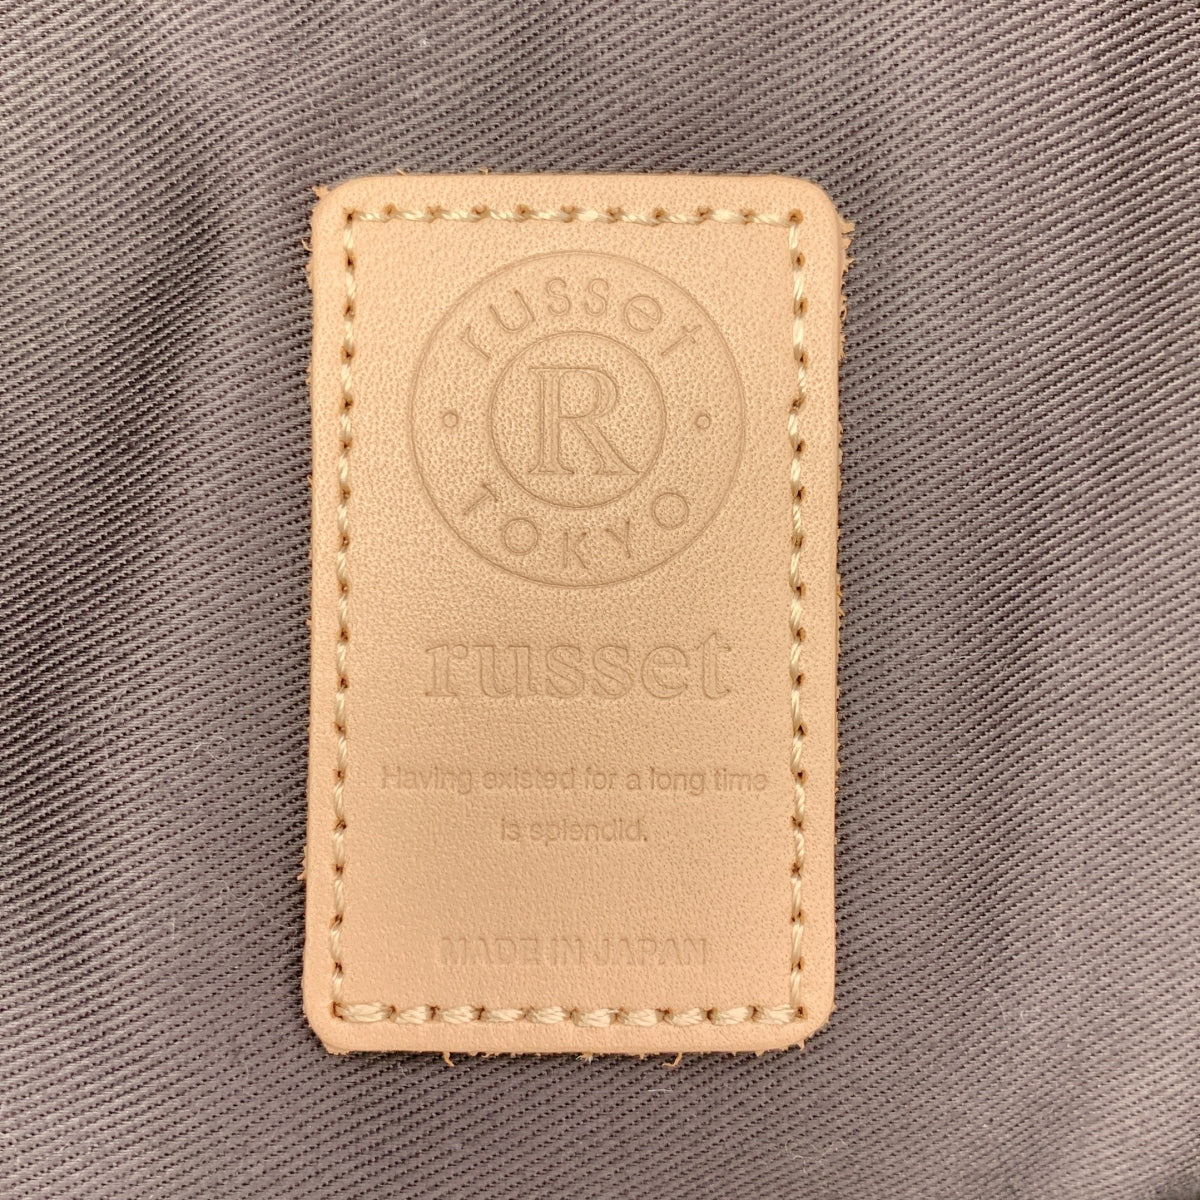 russet
R
TOKYO
russet
Having existed for a long time
is splendid.
MADE IN JAPAN